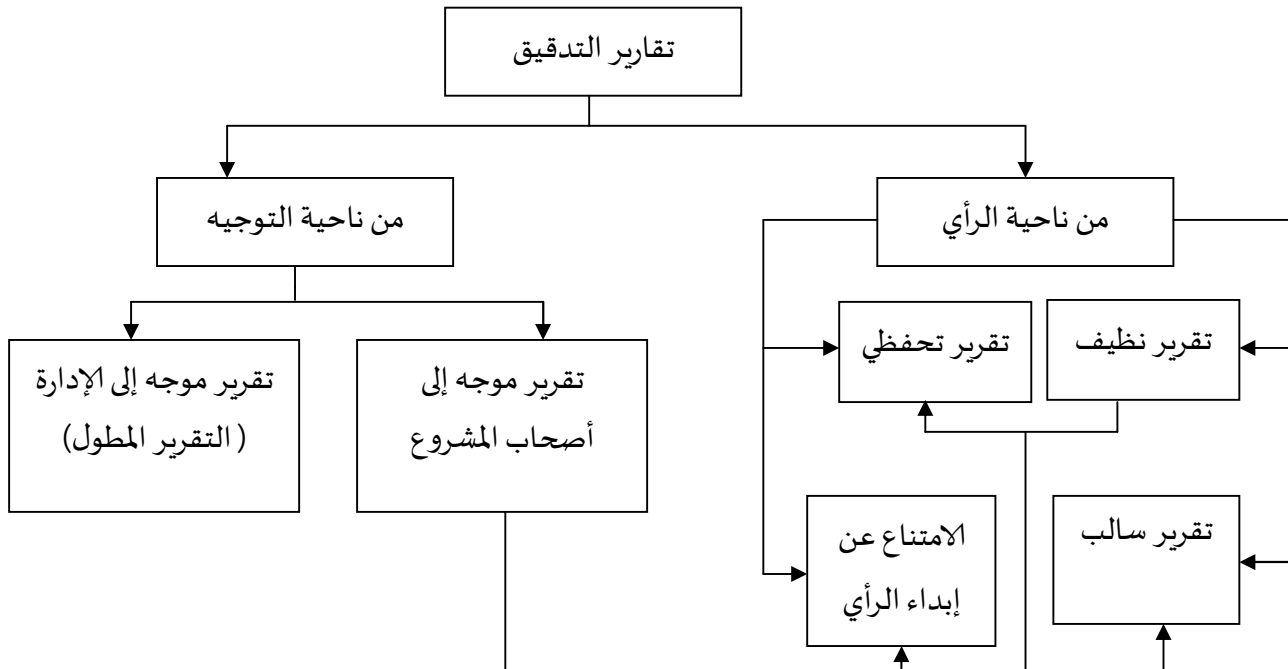 تقارير التدقيق
من ناحية الرأي
من ناحية التوجيه
تقرير نظيف
تقرير تحفظي
تقرير موجه إلى
أصحاب المشروع
تقرير موجه إلى الإدارة
(التقرير المطول)
تقرير سالب
الامتناع عن
إبداء الرأي